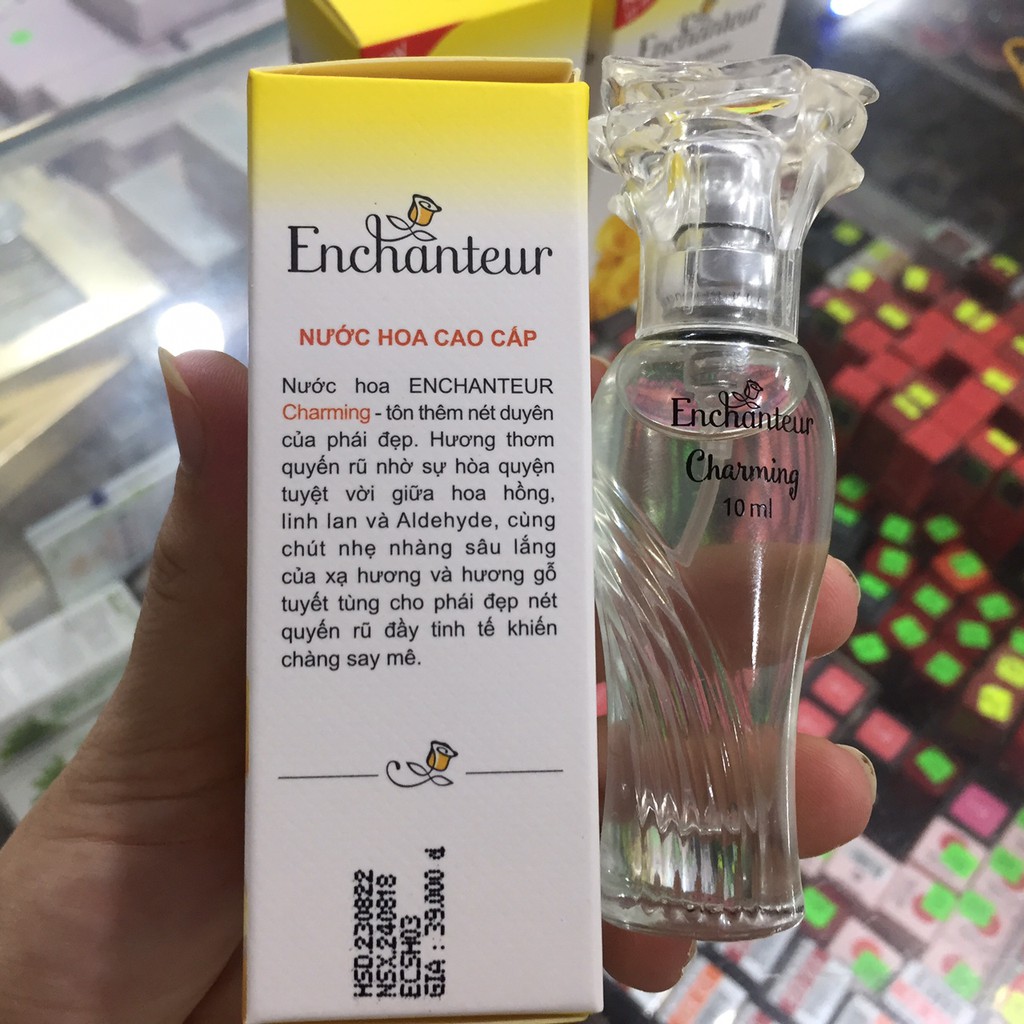 Enchanteur
Enchanteur
NƯỚC HOA CAO CẤP
Nước hoa ENCHANTEUR
Charming - tôn thêm nét duyên
của phái đẹp. Hương thơm
quyến rũ nhờ sự hòa quyện
tuyệt vời giữa hoa hồng,
linh lan và Aldehyde, cùng
chút nhẹ nhàng sâu lắng
của xạ hương và hương gỗ
tuyết tùng cho phái đẹp nét
quyến rũ đầy tinh tế khiến
chàng say mê.
HSD.230822
NSX.240818
ECSH03
GIA : 39.000 đ
Enchanteur
Charming
10 ml